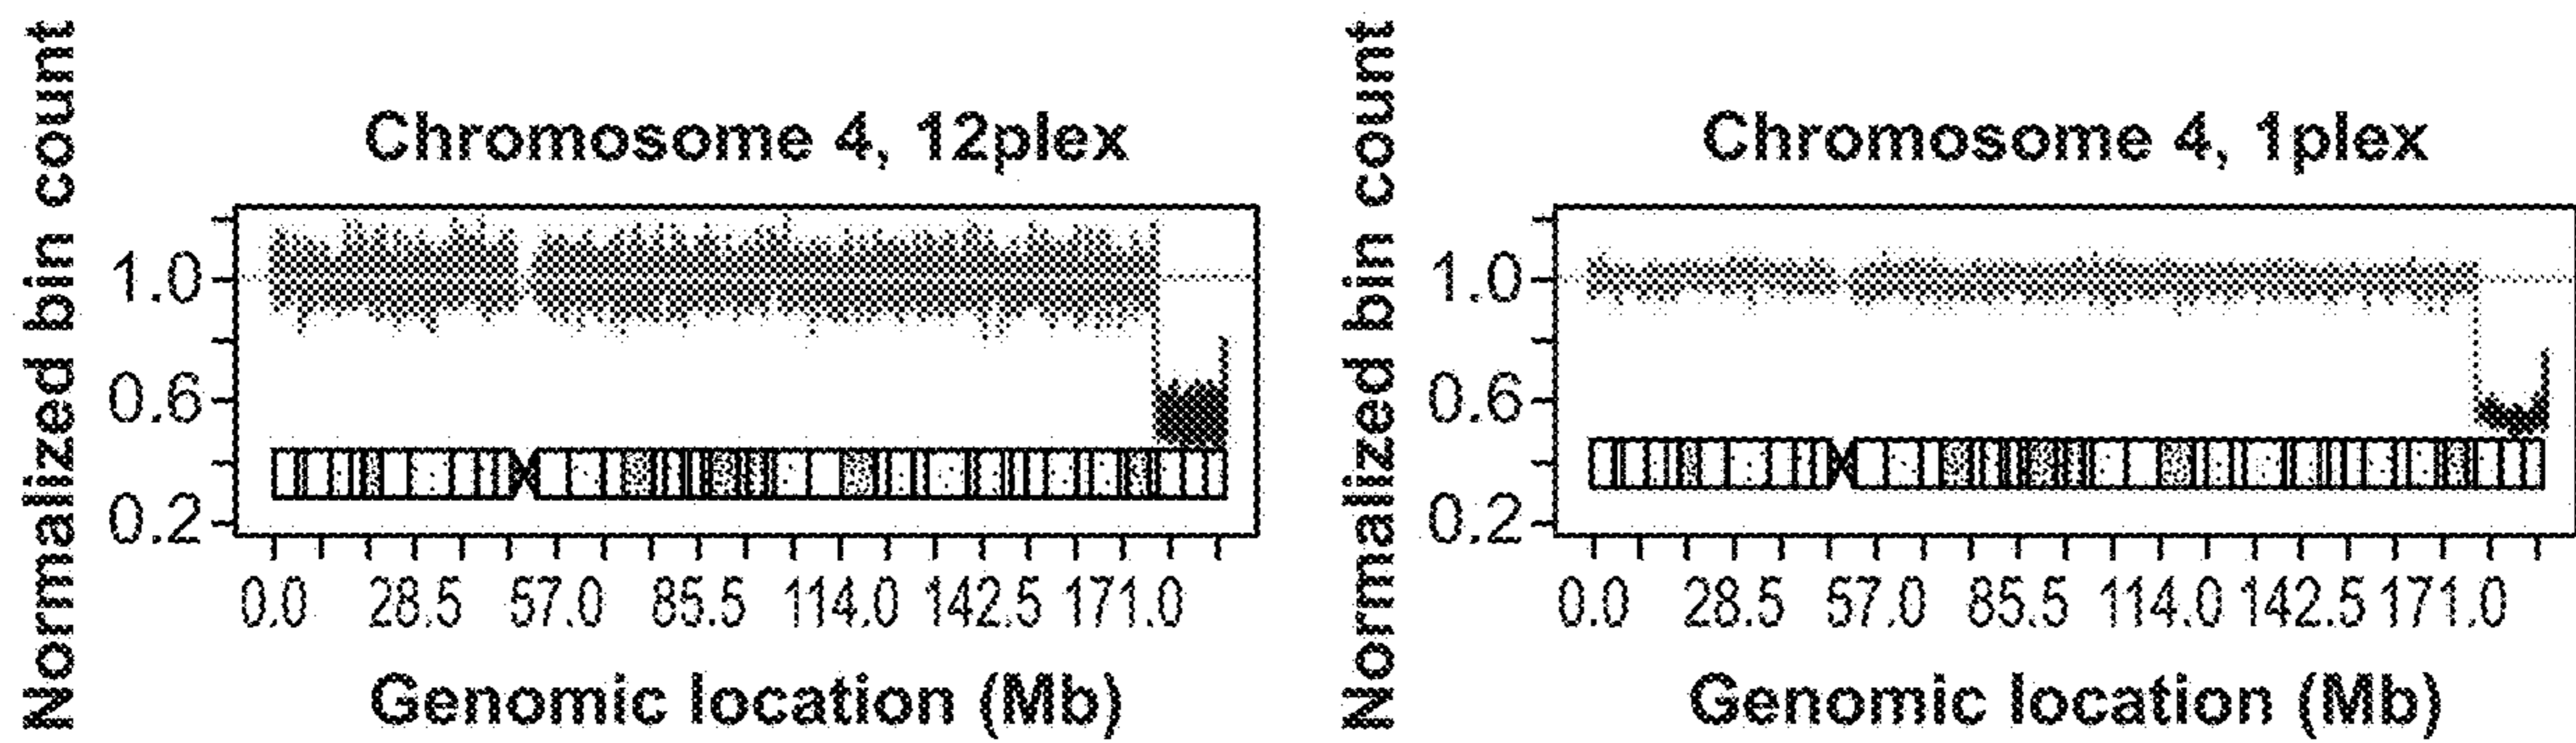 Normalized bin count
Chromosome 4, 12plex
1.0
0.6
0.2
0.0 28.5 57.0 85.5 114.0 142.5 171.0
Genomic location (Mb)
Normalized bin count
Chromosome 4, 1plex
1.0
0.6
0.2
0.0 28.5 57.0 85.5 114.0 142.5 171.0
Genomic location (Mb)